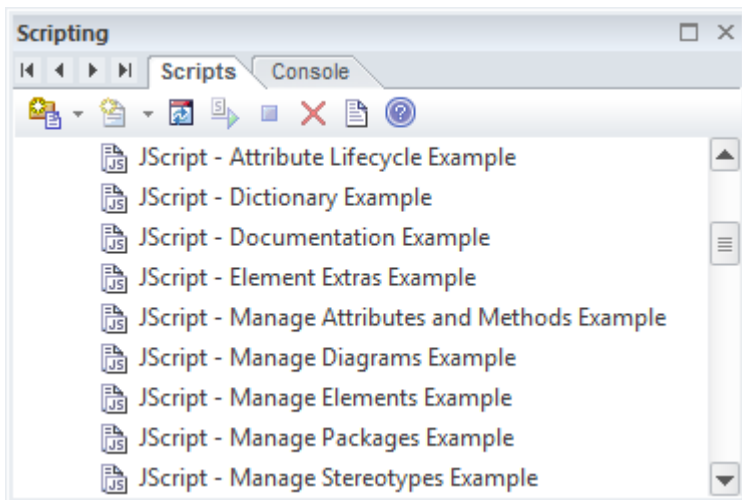 Scripting
Scripts Console
JScript - Attribute Lifecycle Example
JScript - Dictionary Example
JScript - Documentation Example
JScript - Element Extras Example
JScript - Manage Attributes and Methods Example
JScript - Manage Diagrams Example
JScript - Manage Elements Example
JScript - Manage Packages Example
JScript - Manage Stereotypes Example